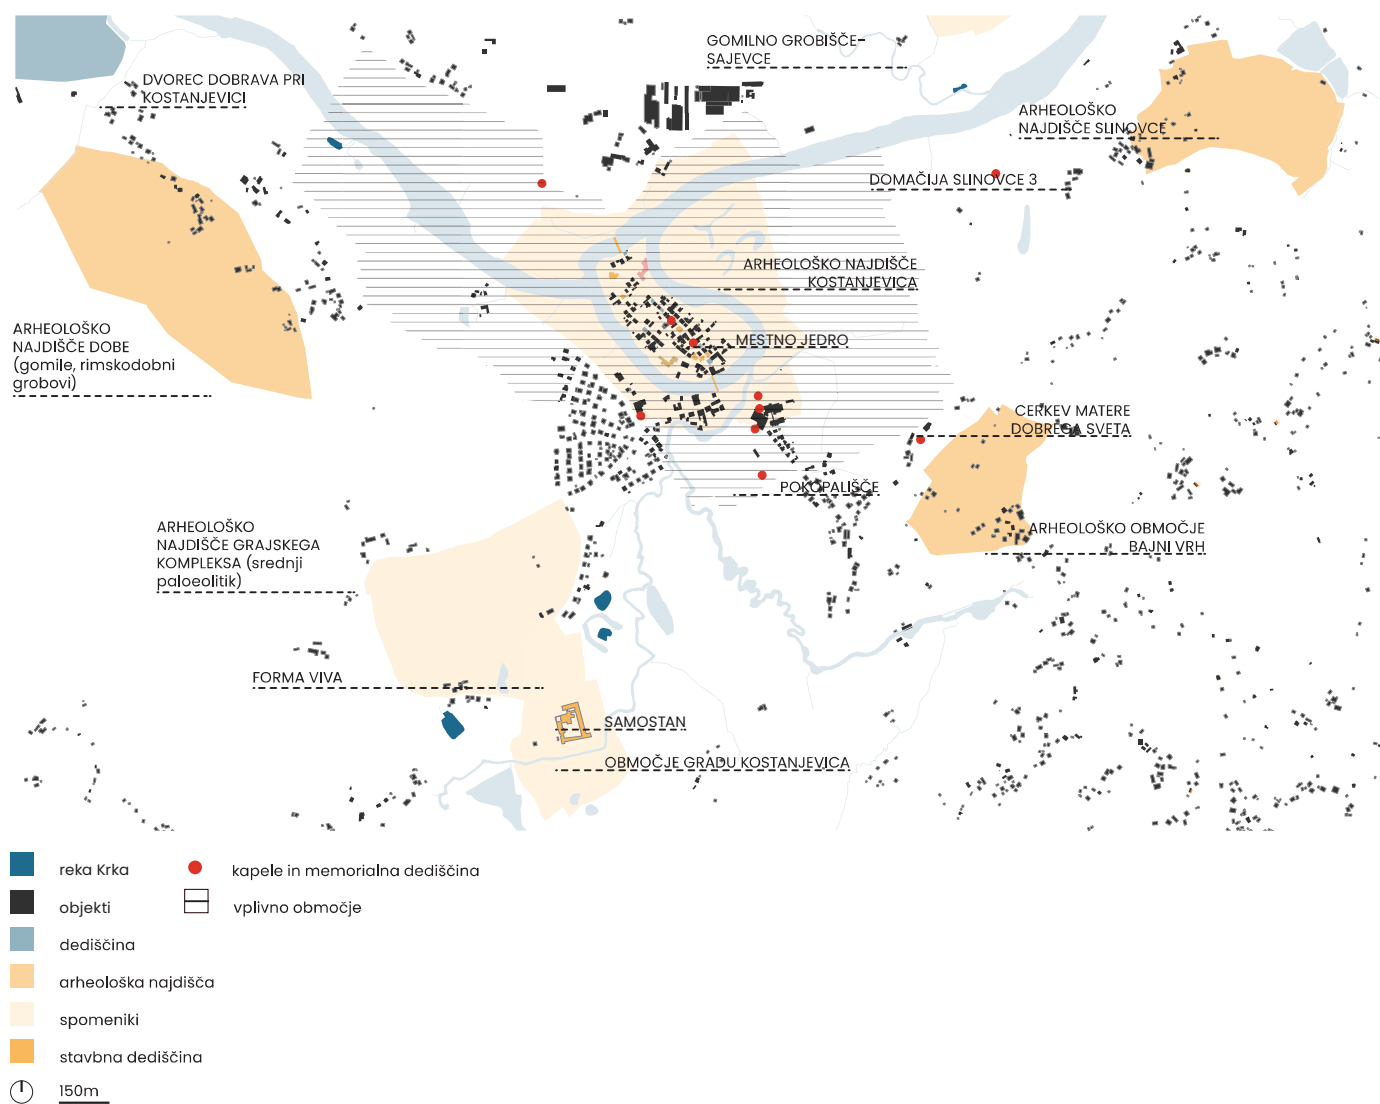 GOMILNO GROBIŠČE-
SAJEVCE
DVOREC DOBRAVA PRI
KOSTANJEVICI
ARHEOLOŠKO
NAJDIŠČE SLINOVCE
DOMAČIJA SLINOVCE 3
ARHEOLOŠKO NAJDIŠČE
KOSTANJEVICA
ARHEOLOŠKO
NAJDIŠČE DOBE
(gomile, rimskodobni
grobovi)
MESTNO JEDRO
CERKEV MATERE
DOBREGA SVETA
POKOPALIŠČE
ARHEOLOŠKO
NAJDIŠČE GRAJSKEGA
KOMPLEKSA (srednji
paloeolitik)
ARHEOLOŠKO OBMOČJE
BAJNI VRH
FORMA VIVA
SAMOSTAN
OBMOČJE GRADU KOSTANJEVICA
reka Krka
objekti
dediščina
arheološka najdišča
spomeniki
stavbna dediščina
150m
kapele in memorialna dediščina
vplivno območje